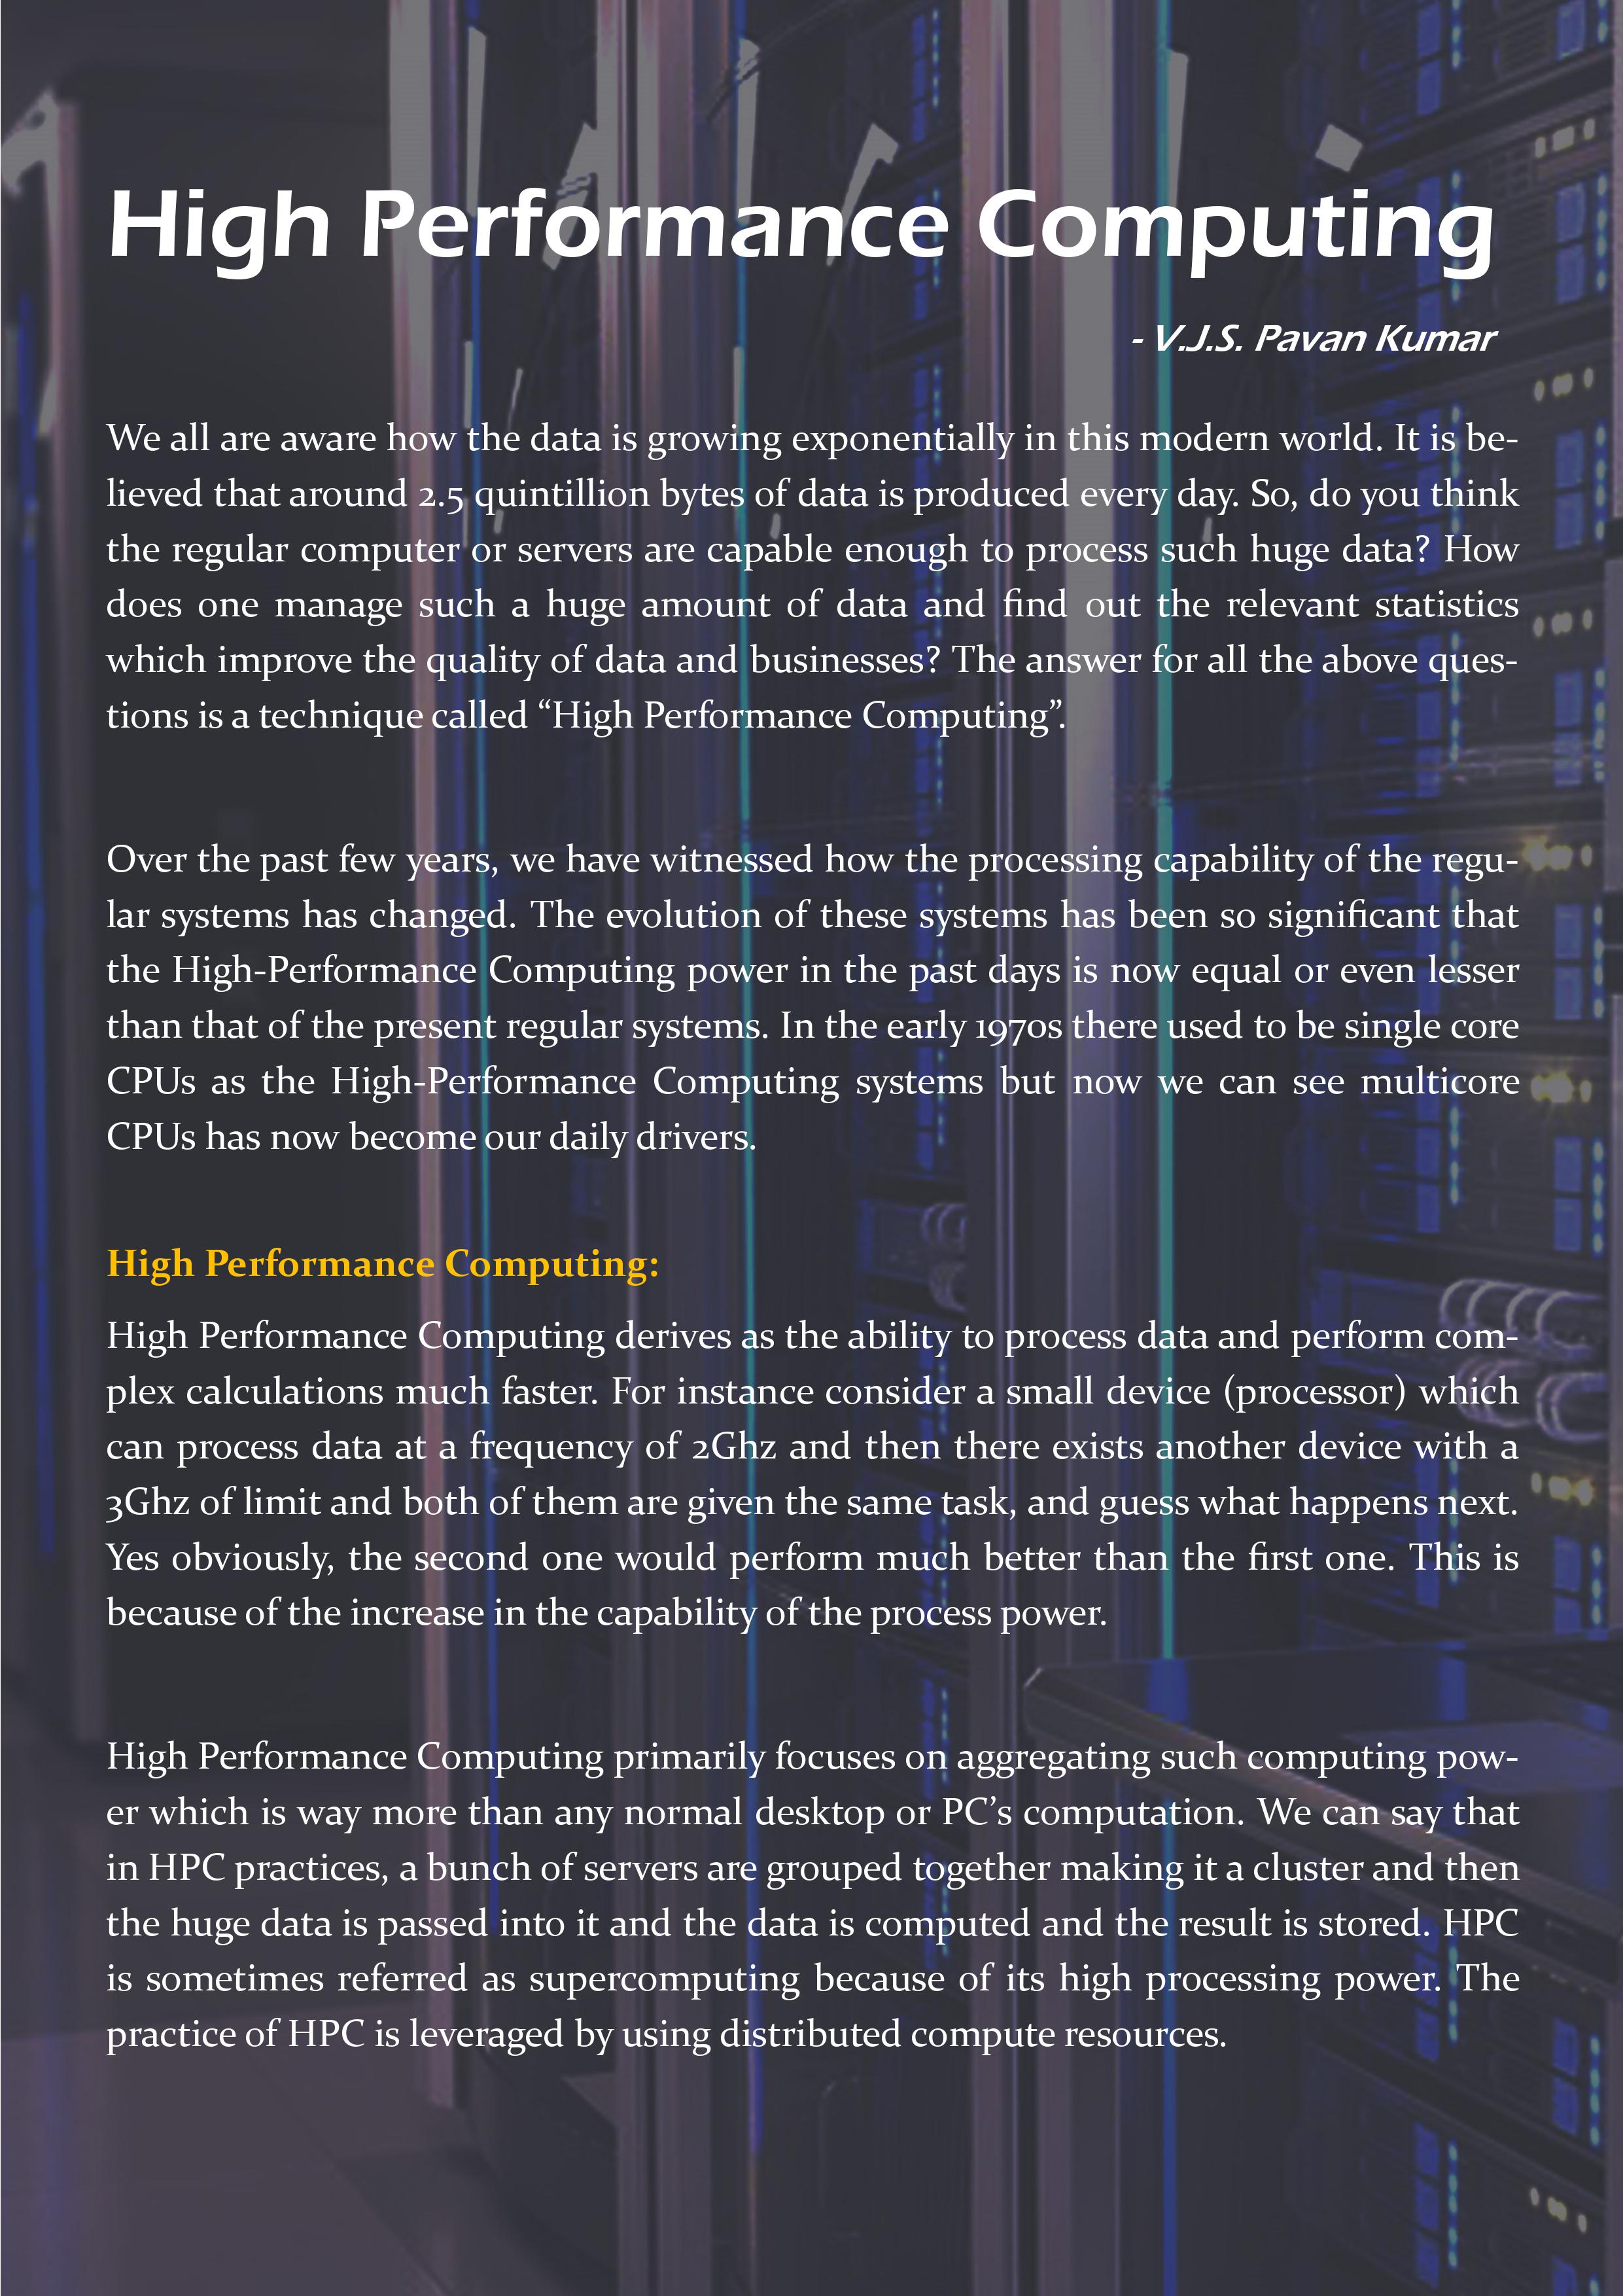 High Performance Computing
- V.J.S. Pavan Kumar
We all are aware how the data is growing exponentially in this modern world. It is be-
lieved that around 2.5 quintillion bytes of data is produced every day. So, do you think
the regular computer or servers are capable enough to process such huge data? How
does one manage such a huge amount of data and find out the relevant statistics
which improve the quality of data and businesses? The answer for all the above ques-
tions is a technique called “High Performance Computing”.
Over the past few years, we have witnessed how the processing capability of the regu-
lar systems has changed. The evolution of these systems has been so significant that
the High-Performance Computing power in the past days is now equal or even lesser
than that of the present regular systems. In the early 1970s there used to be single core
CPUs as the High-Performance Computing systems but now we can see multicore
CPUs has now become our daily drivers.
High Performance Computing:
High Performance Computing derives as the ability to process data and perform com-
plex calculations much faster. For instance consider a small device (processor) which
can process data at a frequency of 2Ghz and then there exists another device with a
3Ghz of limit and both of them are given the same task, and guess what happens next.
Yes obviously, the second one would perform much better than the first one. This is
because of the increase in the capability of the process power.
High Performance Computing primarily focuses on aggregating such computing pow-
er which is way more than any normal desktop or PC’s computation. We can say that
in HPC practices, a bunch of servers are grouped together making it a cluster and then
the huge data is passed into it and the data is computed and the result is stored. HPC
is sometimes referred as supercomputing because of its high processing power. The
practice of HPC is leveraged by using distributed compute resources.